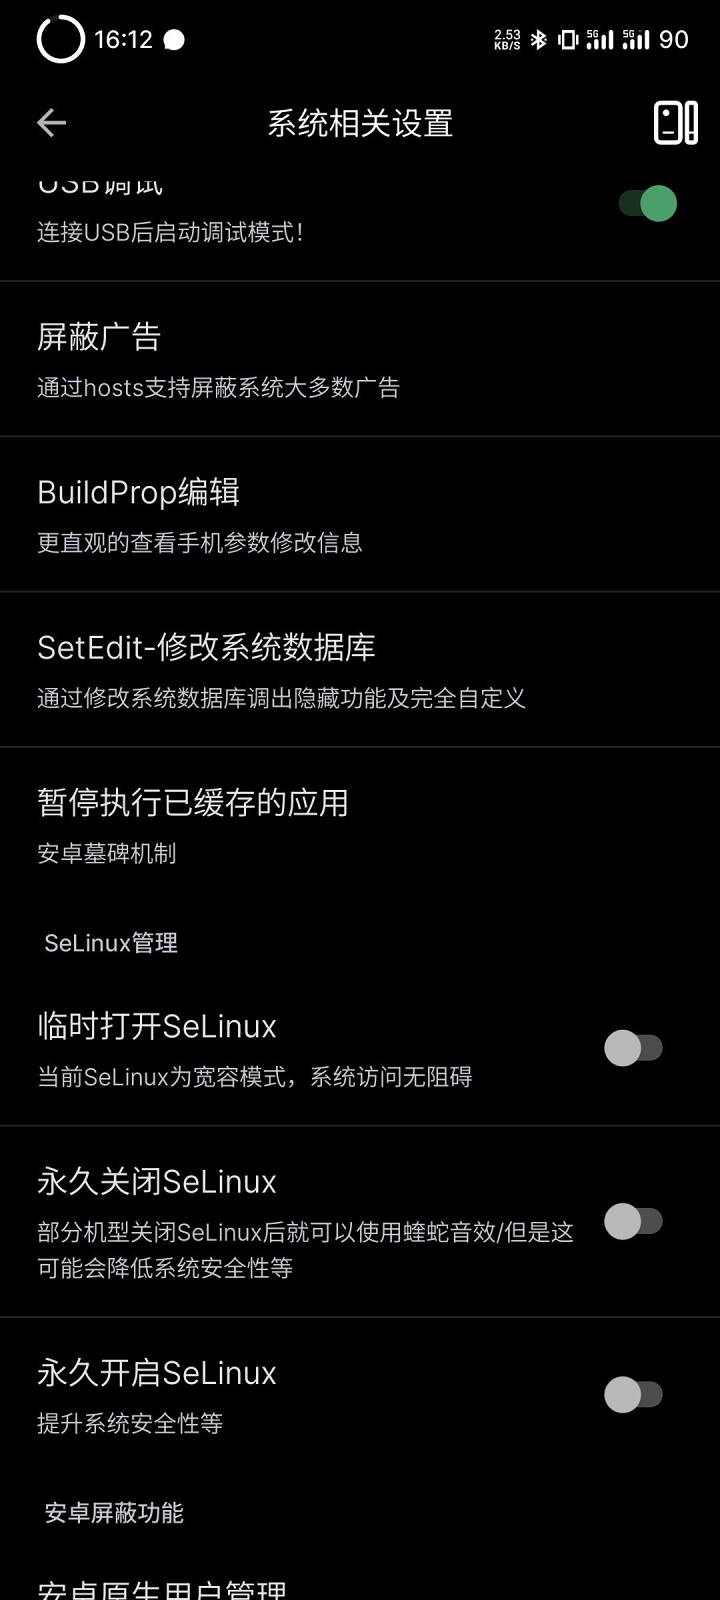 16:12
2.53 KB/S 5G 5G 90
系统相关设置
USB调试
连接USB后启动调试模式！
屏蔽广告
通过hosts支持屏蔽系统大多数广告
BuildProp编辑
更直观的查看手机参数修改信息
SetEdit-修改系统数据库
通过修改系统数据库调出隐藏功能及完全自定义
暂停执行已缓存的应用
安卓墓碑机制
SeLinux管理
临时打开SeLinux
当前SeLinux为宽容模式，系统访问无阻碍
永久关闭SeLinux
部分机型关闭SeLinux后就可以使用蝰蛇音效/但是这
可能会降低系统安全性等
永久开启SeLinux
提升系统安全性等
安卓屏蔽功能
安卓原生用户管理